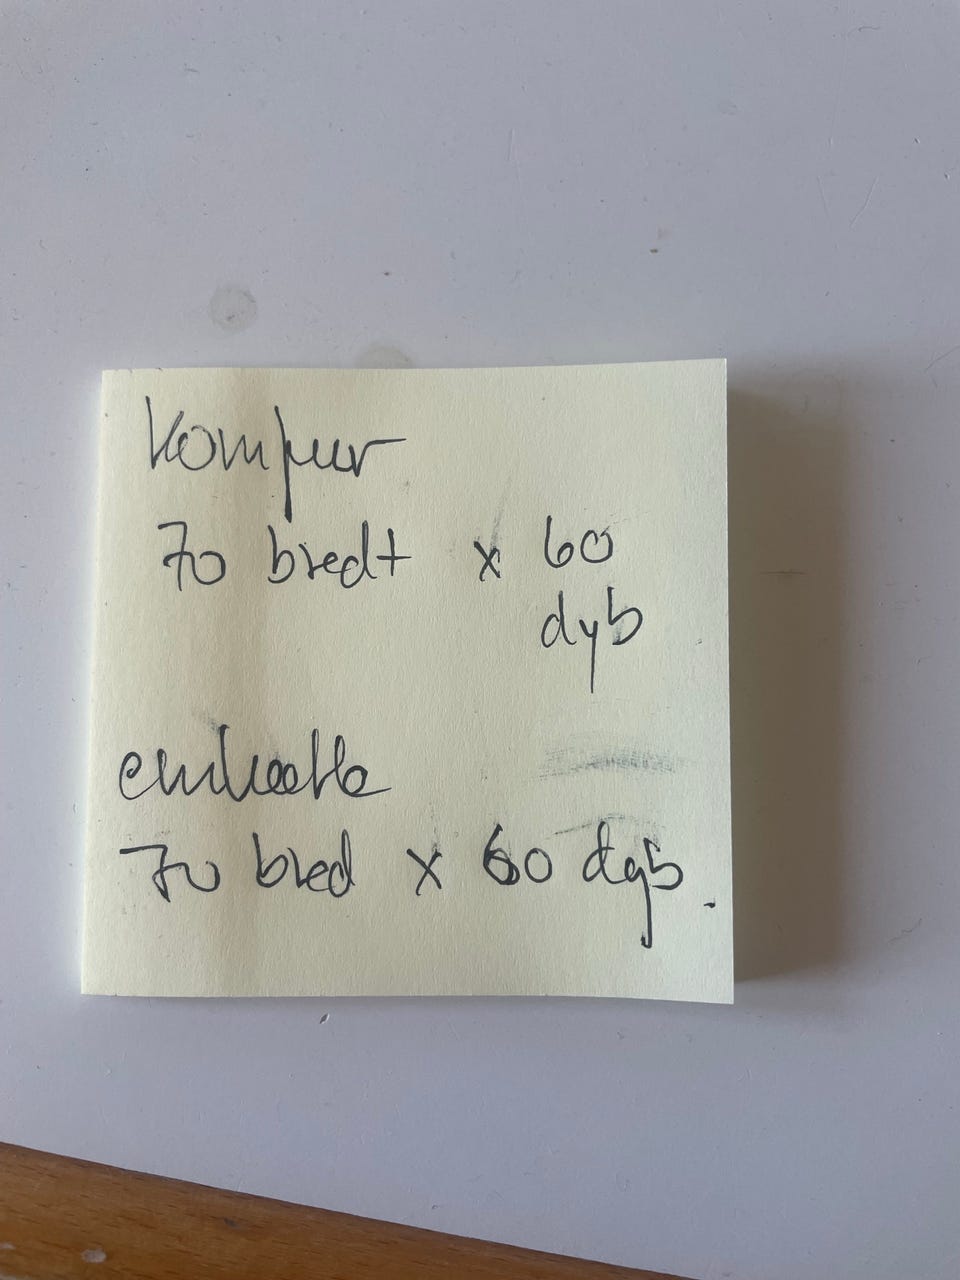 Komfur
70 bredt x 60
dyb
emhætte
70 bred x 60 dyb.